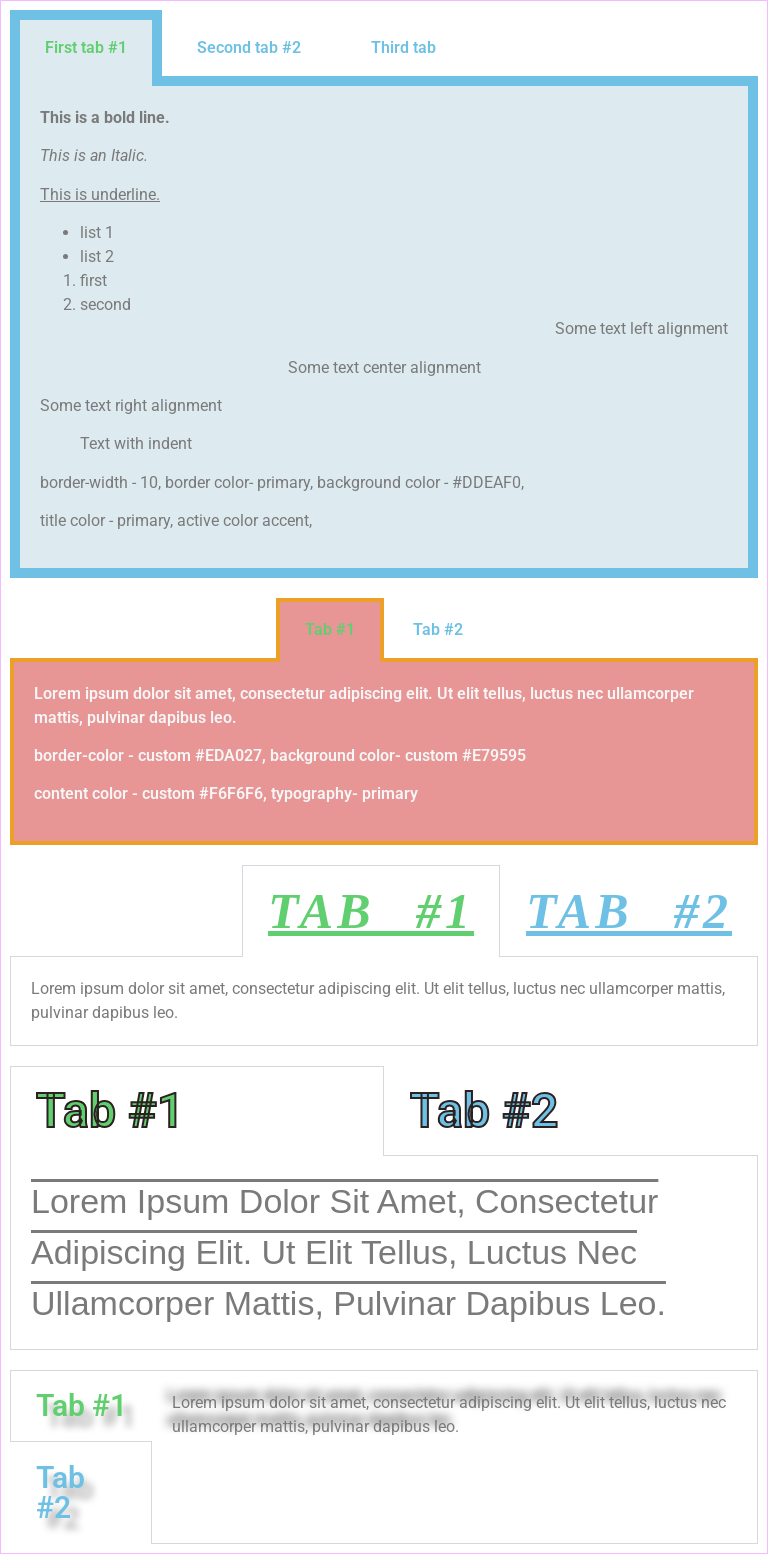 First tab #1 Second tab #2 Third tab
This is a bold line.
This is an Italic.
This is underline.
• list 1
• list 2
1. first
2. second
Some text left alignment
Some text center alignment
Some text right alignment
Text with indent
border-width - 10, border color- primary, background color - #DDEAF0,
title color - primary, active color accent,
Tab #1 Tab #2
Lorem ipsum dolor sit amet, consectetur adipiscing elit. Ut elit tellus, luctus nec ullamcorper
mattis, pulvinar dapibus leo.
border-color - custom #EDA027, background color- custom #E79595
content color - custom #F6F6F6, typography- primary
TAB #1 TAB #2
Lorem ipsum dolor sit amet, consectetur adipiscing elit. Ut elit tellus, luctus nec ullamcorper mattis,
pulvinar dapibus leo.
Tab #1 Tab #2
Lorem Ipsum Dolor Sit Amet, Consectetur
Adipiscing Elit. Ut Elit Tellus, Luctus Nec
Ullamcorper Mattis, Pulvinar Dapibus Leo.
Tab #1
Tab
#2
Lorem ipsum dolor sit amet, consectetur adipiscing elit. Ut elit tellus, luctus nec
ullamcorper mattis, pulvinar dapibus leo.